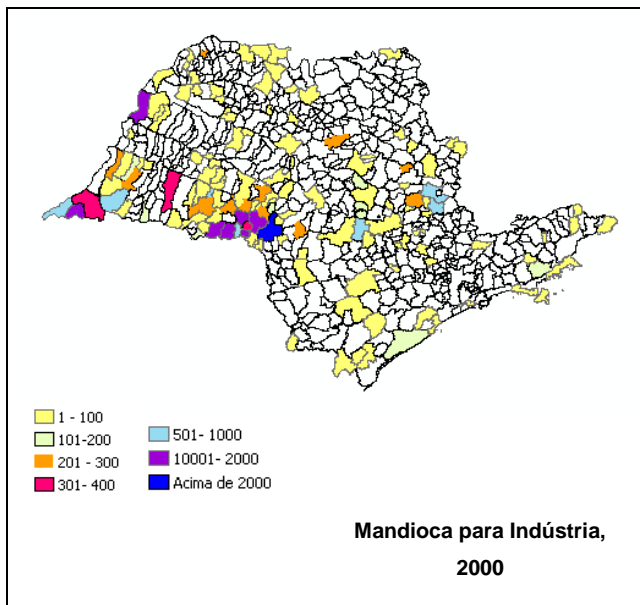 1 - 100
101-200
201 - 300
301- 400
501- 1000
10001- 2000
Acima de 2000
Mandioca para Indústria,
2000